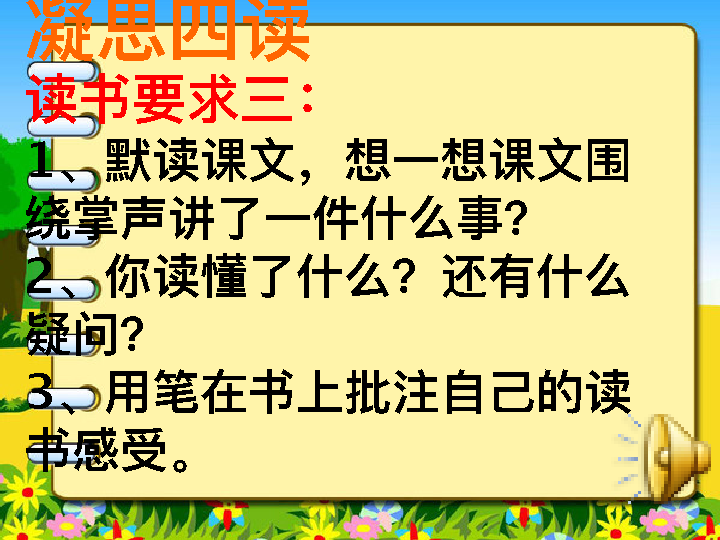 凝思四读
读书要求三：
1、默读课文，想一想课文围
绕掌声讲了一件什么事？
2、你读懂了什么？还有什么
疑问？
3、用笔在书上批注自己的读
书感受。